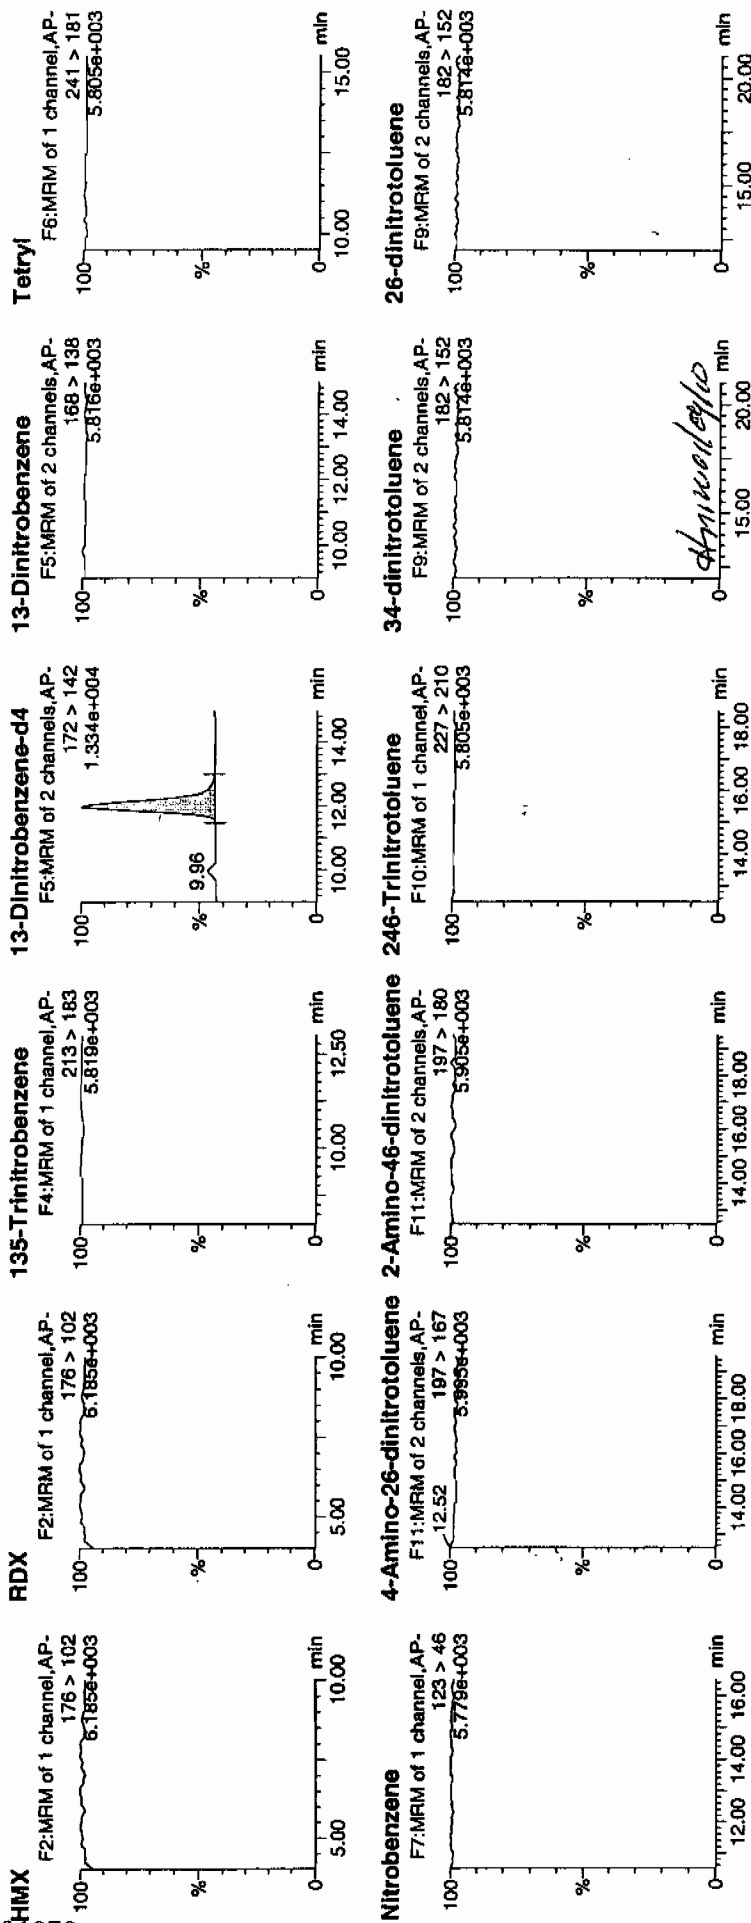 HMX
F2:MRM of 1 channel,AP-
176 > 102
6.185e+003
100
%
0
5.00
10.00
min
RDX
F2:MRM of 1 channel,AP-
176 > 102
6.185e+003
100
%
0
5.00
10.00
min
135-Trinitrobenzene
F4:MRM of 1 channel,AP-
213 > 183
5.819e+003
100
%
0
10.00
12.50
min
13-Dinitrobenzene-d4
F5:MRM of 2 channels,AP-
172 > 142
1.334e+004
100
9.96
%
0
10.00
12.00
14.00
min
13-Dinitrobenzene
F5:MRM of 2 channels,AP-
168 > 138
5.816e+003
100
%
0
10.00
12.00
14.00
min
Tetryl
F6:MRM of 1 channel,AP-
241 > 181
5.805e+003
100
%
0
10.00
15.00
min
Nitrobenzene
F7:MRM of 1 channel,AP-
123 > 46
5.779e+003
100
%
0
12.00
14.00
16.00
min
4-Amino-26-dinitrotoluene
F11:MRM of 2 channels,AP-
197 > 167
5.995e+003
100
12.52
%
0
14.00
16.00
18.00
min
2-Amino-46-dinitrotoluene
F11:MRM of 2 channels,AP-
197 > 180
5.905e+003
100
%
0
14.00
16.00
18.00
min
246-Trinitrotoluene
F10:MRM of 1 channel,AP-
227 > 210
5.805e+003
100
%
0
14.00
16.00
18.00
min
34-dinitrotoluene
F9:MRM of 2 channels,AP-
182 > 152
5.814e+003
100
%
0
15.00
20.00
min
26-dinitrotoluene
F9:MRM of 2 channels,AP-
182 > 152
5.814e+003
100
%
0
15.00
20.00
min